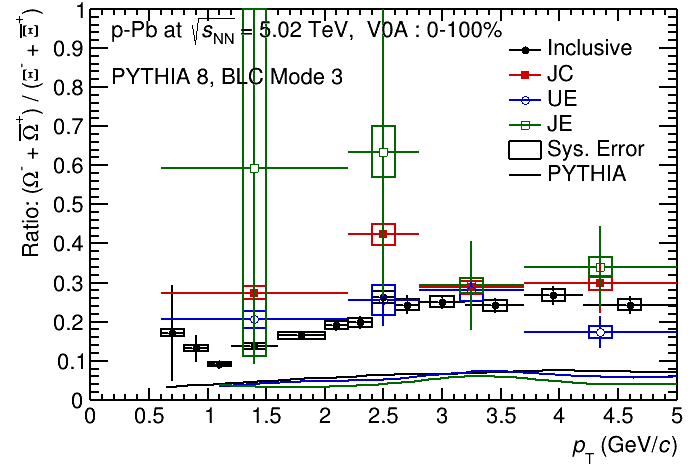 p-Pb at √s_NN = 5.02 TeV, V0A : 0-100%
PYTHIA 8, BLC Mode 3
Inclusive
JC
UE
JE
Sys. Error
PYTHIA
Ratio: (Ω⁻ + Ω̅⁺) / (Ξ⁻ + Ξ̅⁺)
1
0.9
0.8
0.7
0.6
0.5
0.4
0.3
0.2
0.1
0
0 0.5 1 1.5 2 2.5 3 3.5 4 4.5 5
p_T (GeV/c)